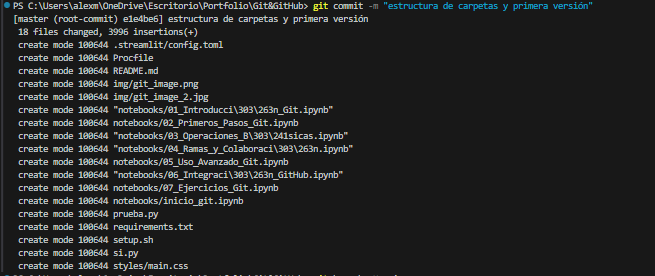 PS C:\Users\alexm\OneDrive\Escritorio\Portfolio\Git&GitHub> git commit -m "estructura de carpetas y primera versión"
[master (root-commit) e1e4be6] estructura de carpetas y primera versión
18 files changed, 3996 insertions(+)
create mode 100644 .streamlit/config.toml
create mode 100644 Procfile
create mode 100644 README.md
create mode 100644 img/git_image.png
create mode 100644 img/git_image_2.jpg
create mode 100644 "notebooks/01_Introducci\303\263n_Git.ipynb"
create mode 100644 notebooks/02_Primeros_Pasos_Git.ipynb
create mode 100644 "notebooks/03_Operaciones_B\303\241sicas.ipynb"
create mode 100644 "notebooks/04_Ramas_y_Colaboraci\303\263n.ipynb"
create mode 100644 notebooks/05_Uso_Avanzado_Git.ipynb
create mode 100644 "notebooks/06_Integraci\303\263n_GitHub.ipynb"
create mode 100644 notebooks/07_Ejercicios_Git.ipynb
create mode 100644 notebooks/inicio_git.ipynb
create mode 100644 prueba.py
create mode 100644 requirements.txt
create mode 100644 setup.sh
create mode 100644 si.py
create mode 100644 styles/main.css